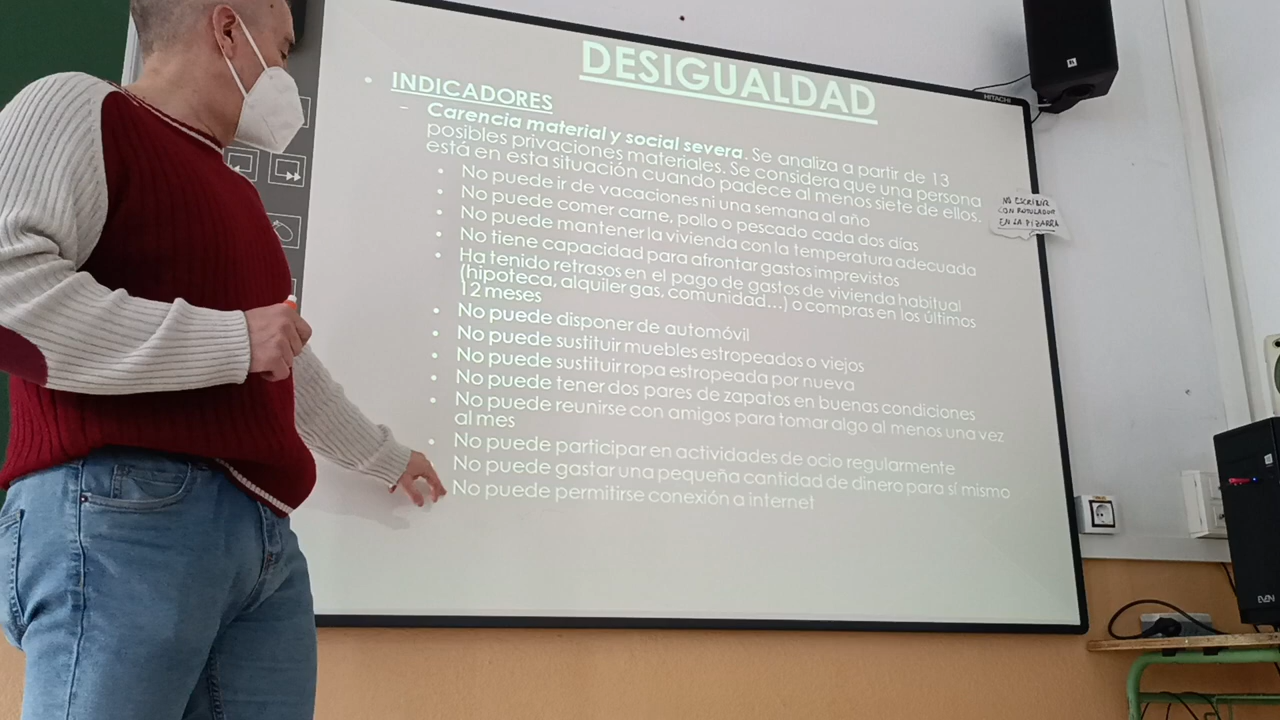 DESIGUALDAD
• INDICADORES
– Carencia material y social severa. Se analiza a partir de 13
posibles privaciones materiales. Se considera que una persona
está en esta situación cuando padece al menos siete de ellos.
• No puede ir de vacaciones ni una semana al año
• No puede comer carne, pollo o pescado cada dos días
• No puede mantener la vivienda con la temperatura adecuada
• No tiene capacidad para afrontar gastos imprevistos
• Ha tenido retrasos en el pago de gastos de vivienda habitual
(hipoteca, alquiler gas, comunidad...) o compras en los últimos
12 meses
• No puede disponer de automóvil
• No puede sustituir muebles estropeados o viejos
• No puede sustituir ropa estropeada por nueva
• No puede tener dos pares de zapatos en buenas condiciones
• No puede reunirse con amigos para tomar algo al menos una vez
al mes
• No puede participar en actividades de ocio regularmente
No puede gastar una pequeña cantidad de dinero para sí mismo
No puede permitirse conexión a internet
HITACHI
NO ESCRIBIR
CON ROTULADOR
EN LA PIZARRA